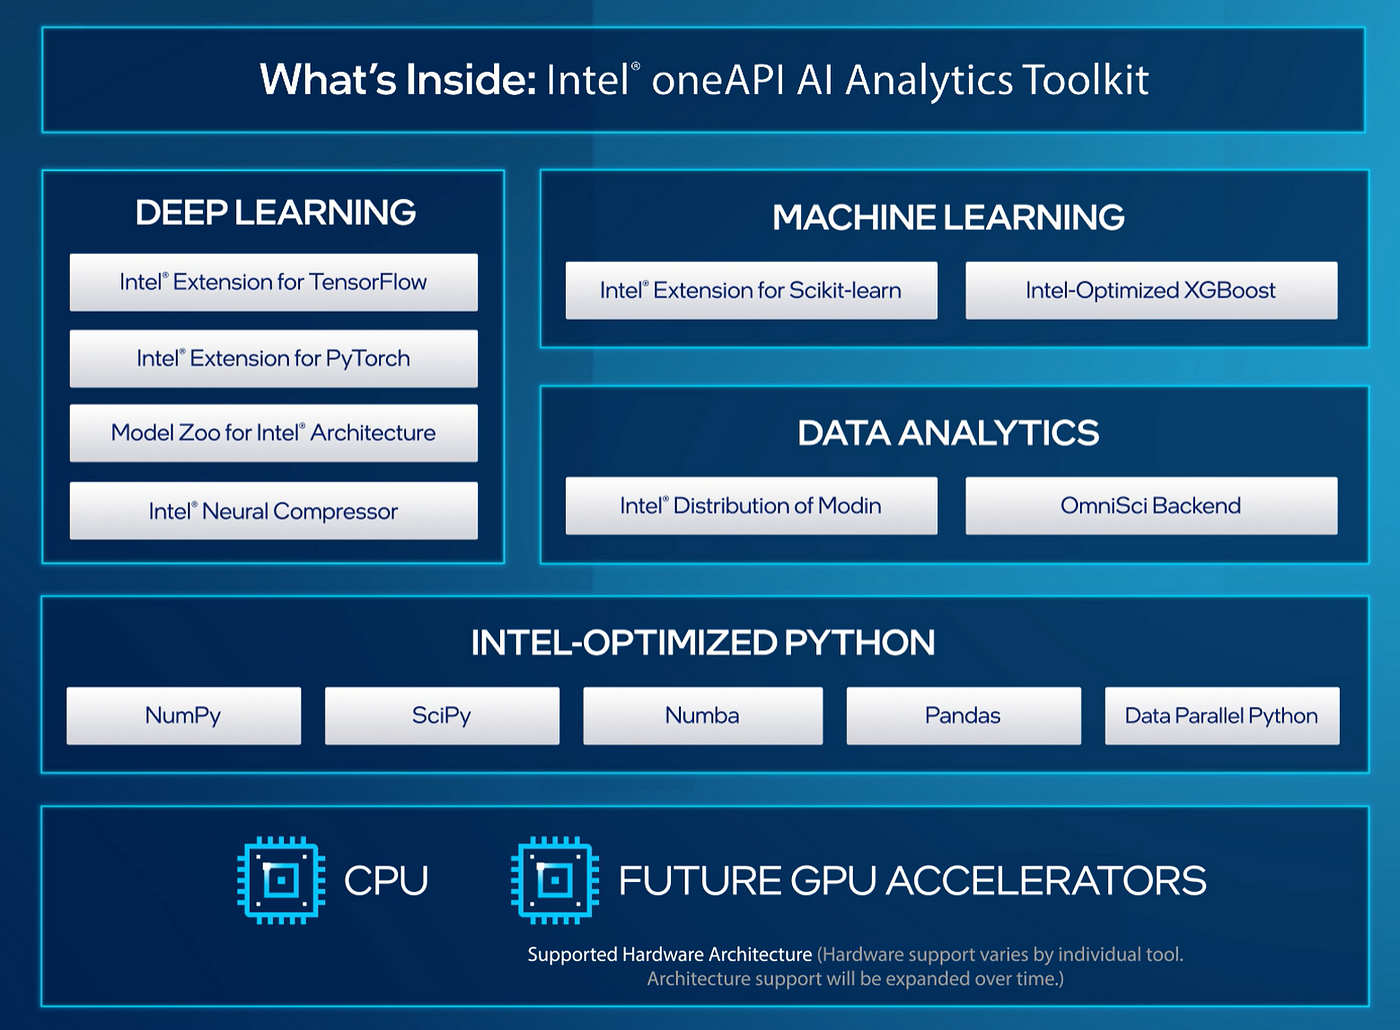 What's Inside: Intel® oneAPI AI Analytics Toolkit
DEEP LEARNING
Intel® Extension for TensorFlow
Intel® Extension for PyTorch
Model Zoo for Intel® Architecture
Intel® Neural Compressor
MACHINE LEARNING
Intel® Extension for Scikit-learn
Intel-Optimized XGBoost
DATA ANALYTICS
Intel® Distribution of Modin
OmniSci Backend
INTEL-OPTIMIZED PYTHON
NumPy
SciPy
Numba
Pandas
Data Parallel Python
CPU
FUTURE GPU ACCELERATORS
Supported Hardware Architecture (Hardware support varies by individual tool.
Architecture support will be expanded over time.)